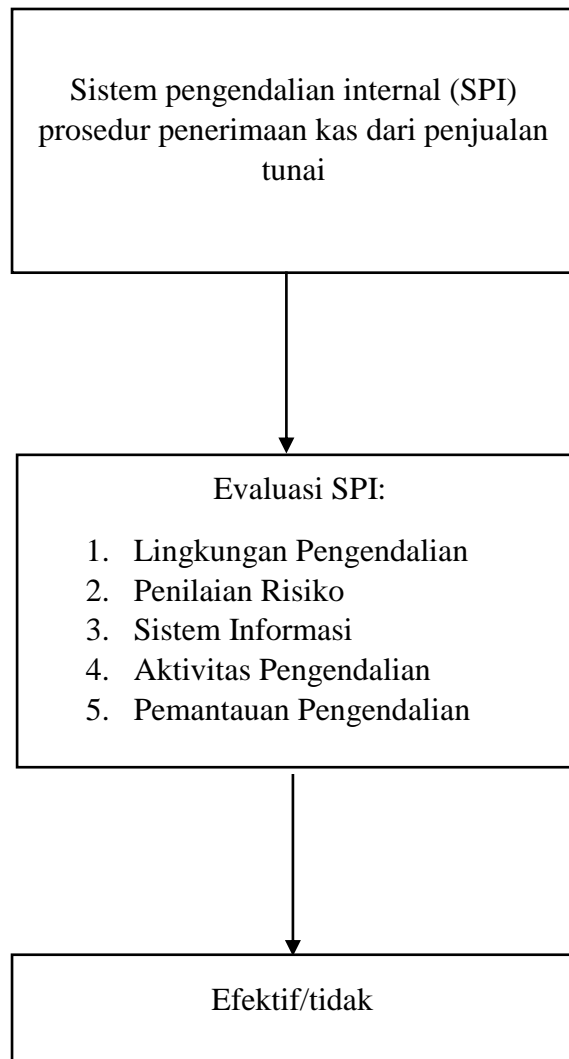 Sistem pengendalian internal (SPI)
prosedur penerimaan kas dari penjualan
tunai
Evaluasi SPI:
1. Lingkungan Pengendalian
2. Penilaian Risiko
3. Sistem Informasi
4. Aktivitas Pengendalian
5. Pemantauan Pengendalian
Efektif/tidak